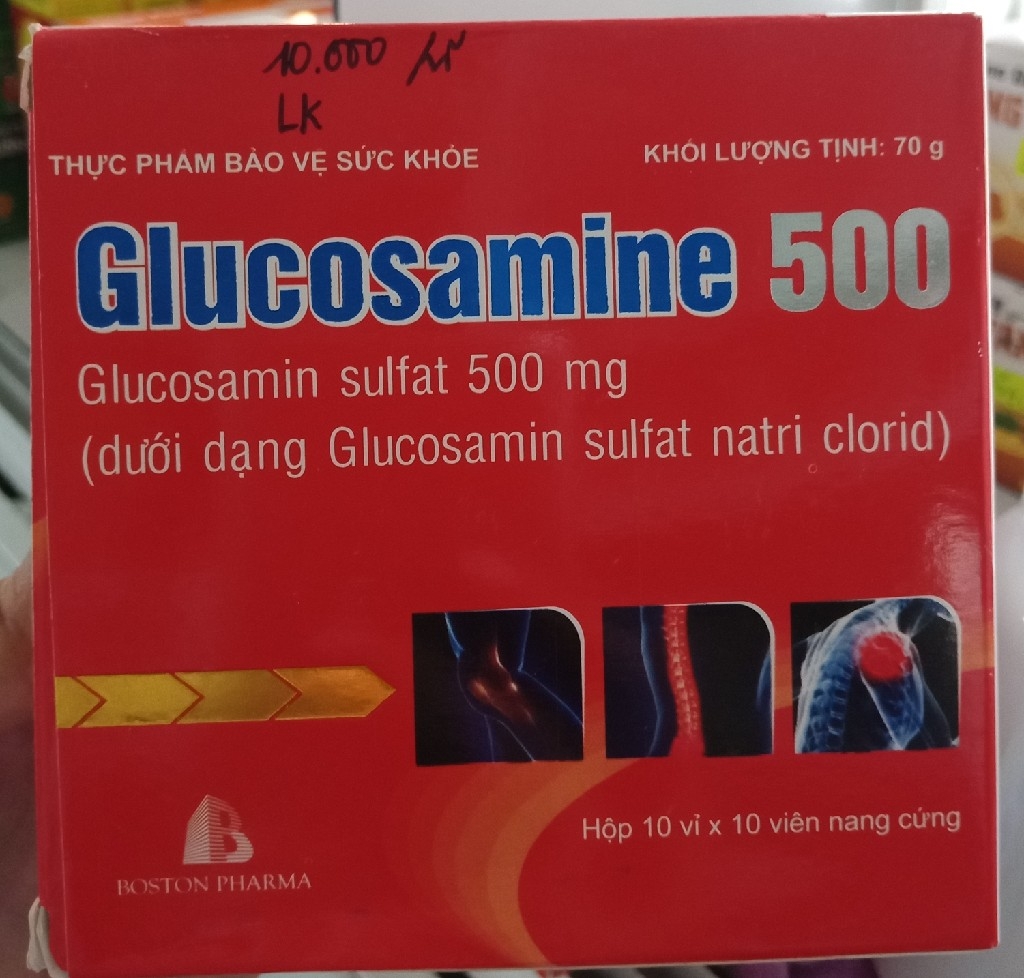 10.000
LK
THỰC PHẨM BẢO VỆ SỨC KHỎE
KHỐI LƯỢNG TỊNH: 70 g
Glucosamine 500
Glucosamin sulfat 500 mg
(dưới dạng Glucosamin sulfat natri clorid)
Hộp 10 vỉ x 10 viên nang cứng
B
BOSTON PHARMA